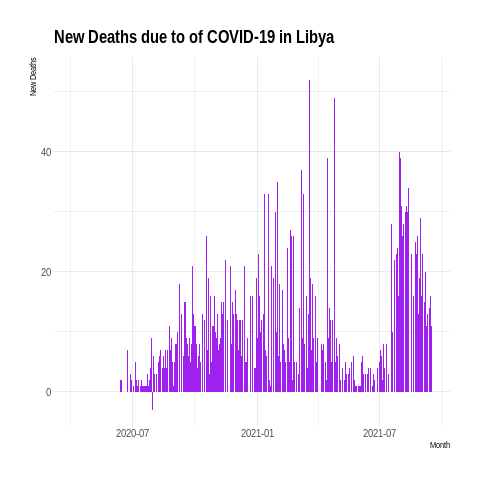 New Deaths due to of COVID-19 in Libya
New Deaths
40
20
0
2020-07
2021-01
2021-07
Month